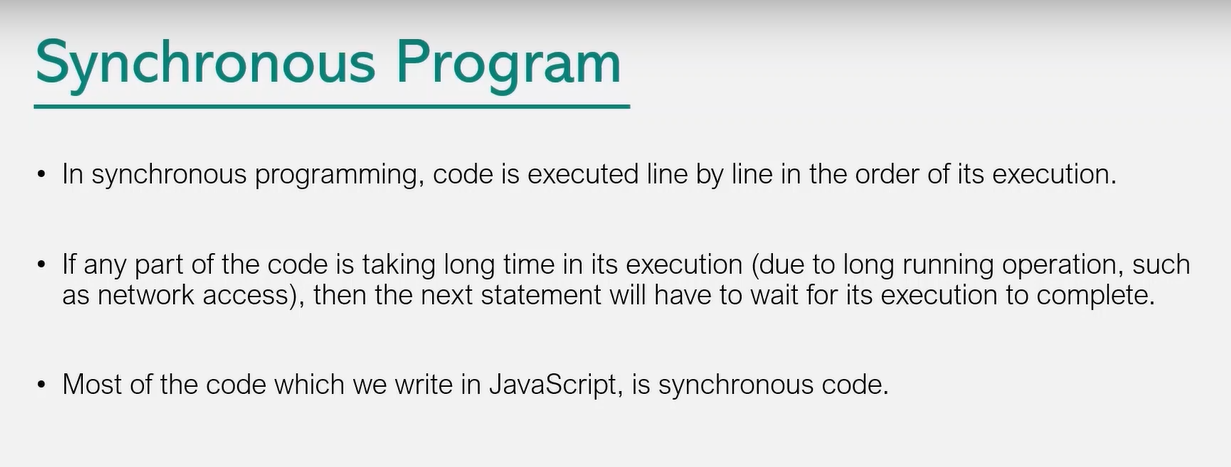 Synchronous Program
• In synchronous programming, code is executed line by line in the order of its execution.
• If any part of the code is taking long time in its execution (due to long running operation, such
as network access), then the next statement will have to wait for its execution to complete.
• Most of the code which we write in JavaScript, is synchronous code.